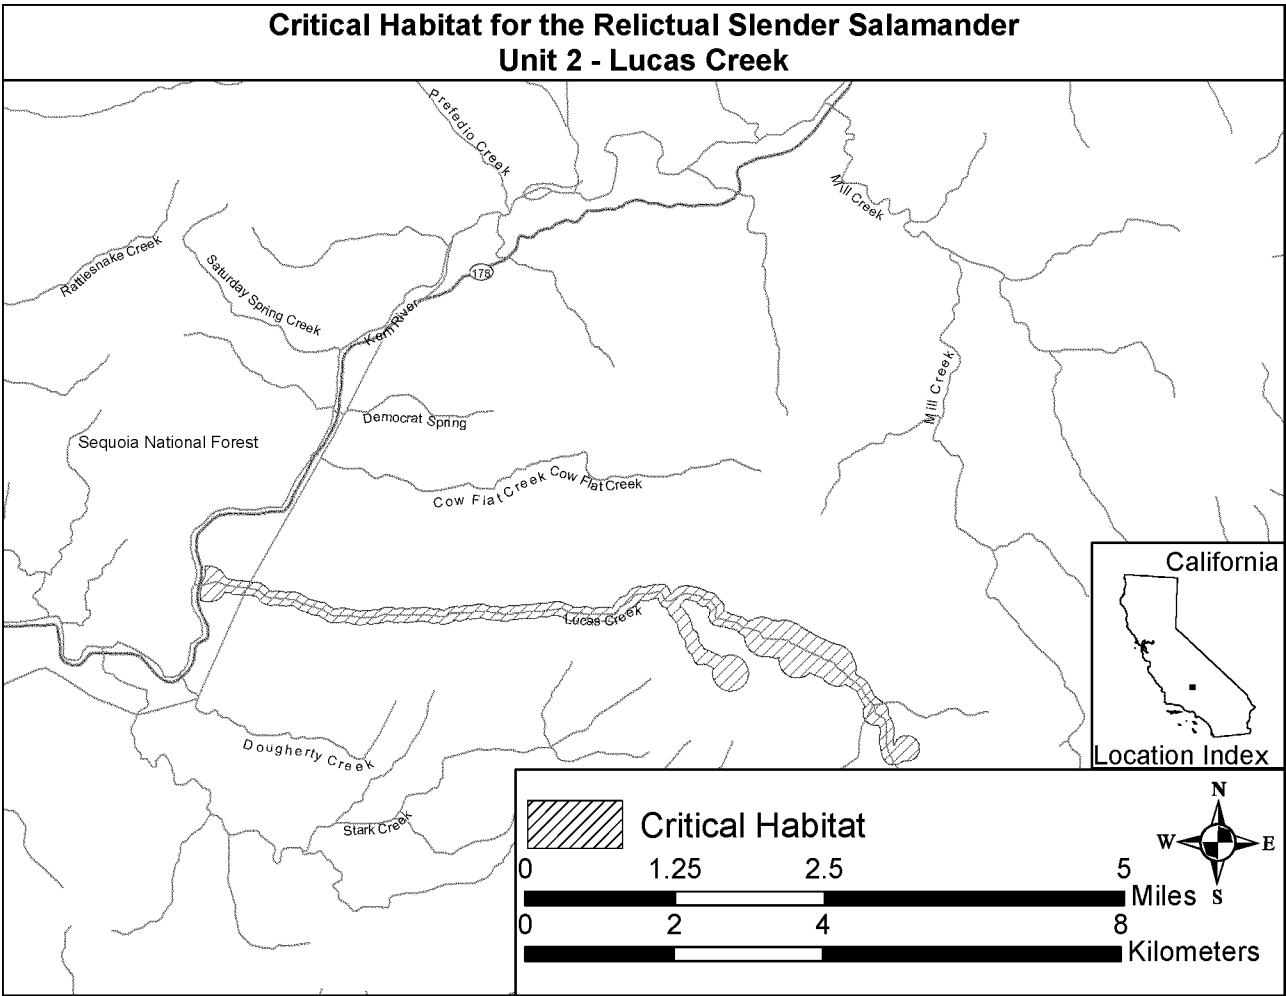 Critical Habitat for the Relictual Slender Salamander
Unit 2 - Lucas Creek
Prefedio Creek
Mill Creek
Rattlesnake Creek
Saturday Spring Creek
178
Kern River
Mill Creek
Democrat Spring
Sequoia National Forest
Cow Flat Creek
Cow Flat Creek
Lucas Creek
Dougherty Creek
Stark Creek
California
Location Index
Critical Habitat
N
W E
S
0 1.25 2.5 5
Miles
0 2 4 8
Kilometers